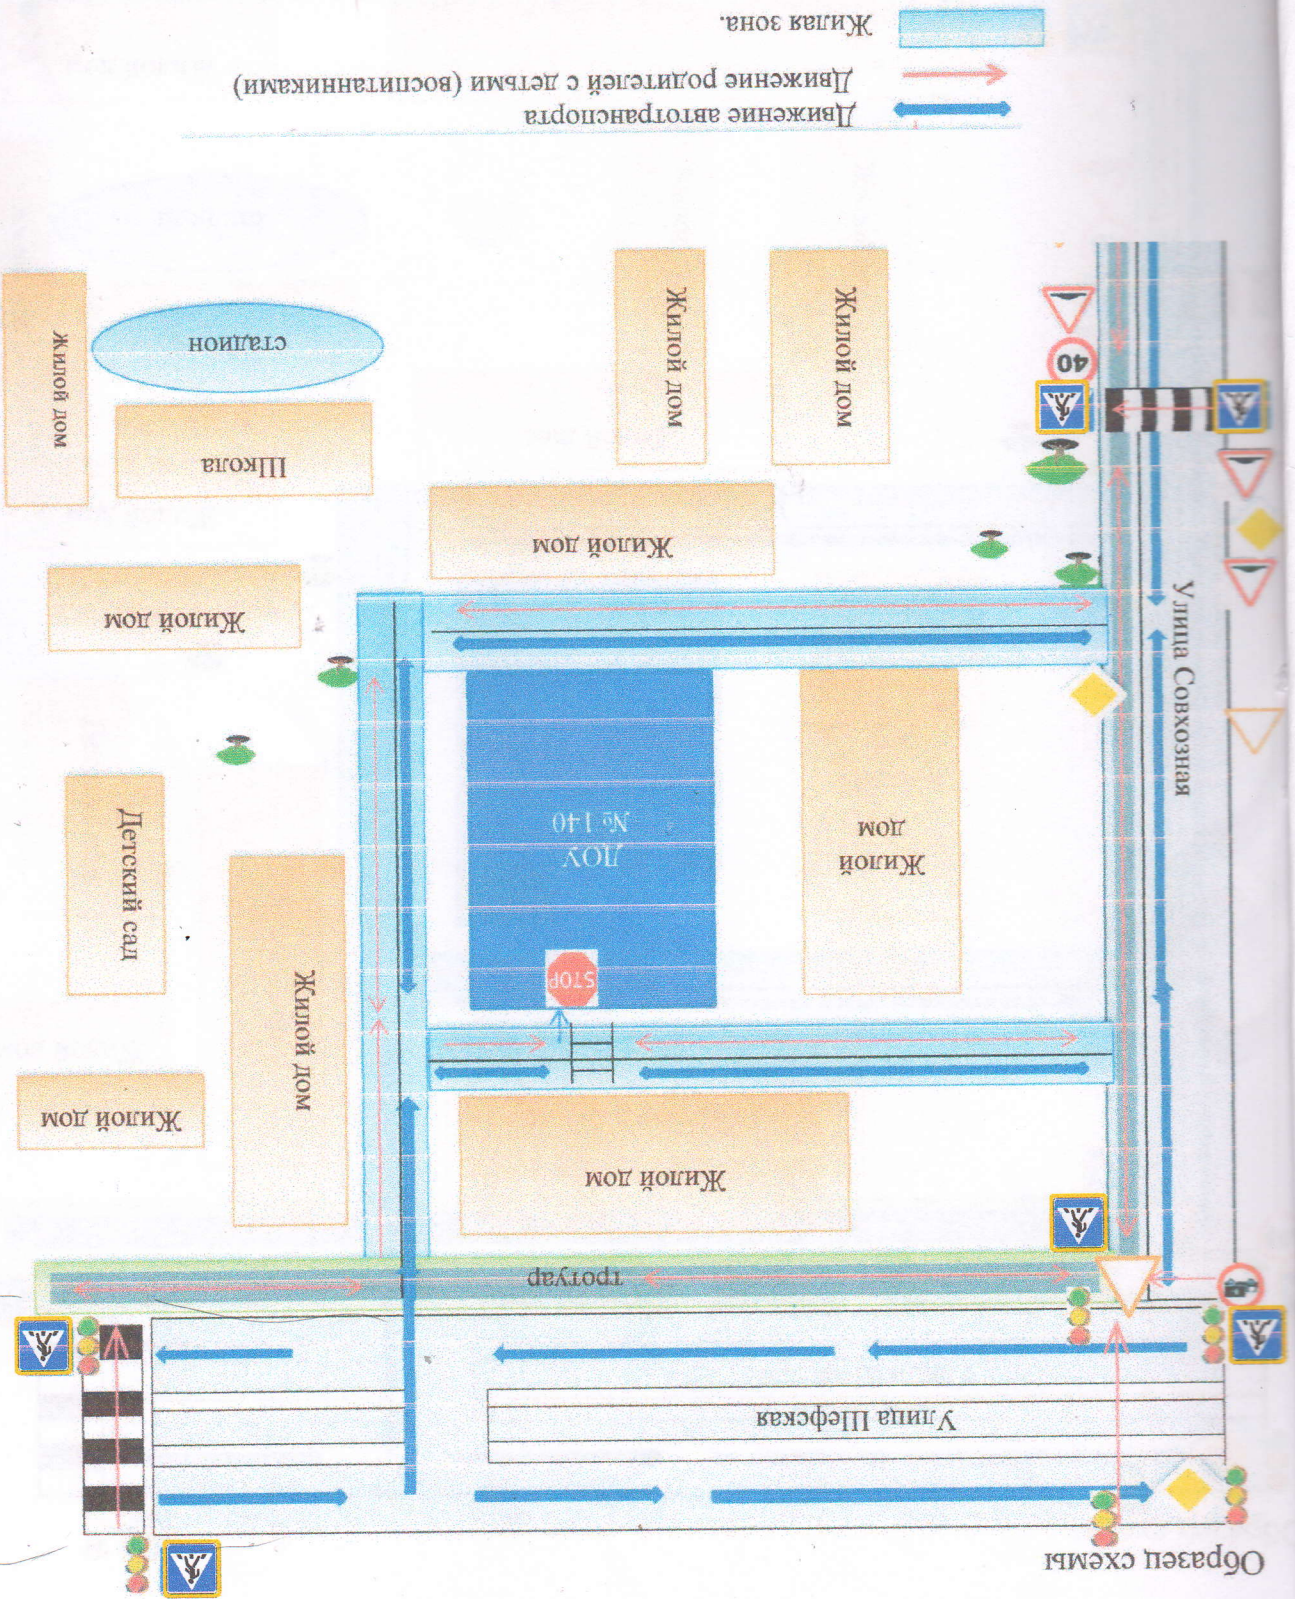 Образец схемы
Улица Шефская
тротуар
Жилой дом
Жилой дом
Жилой дом
STOP
Детский сад
Жилой
дом
ДОУ
№ 140
Улица Совхозная
Жилой дом
Жилой дом
Школа
40
Жилой дом
Жилой дом
стадион
Жилой дом
Движение автотранспорта
Движение родителей с детьми (воспитанниками)
Жилая зона.